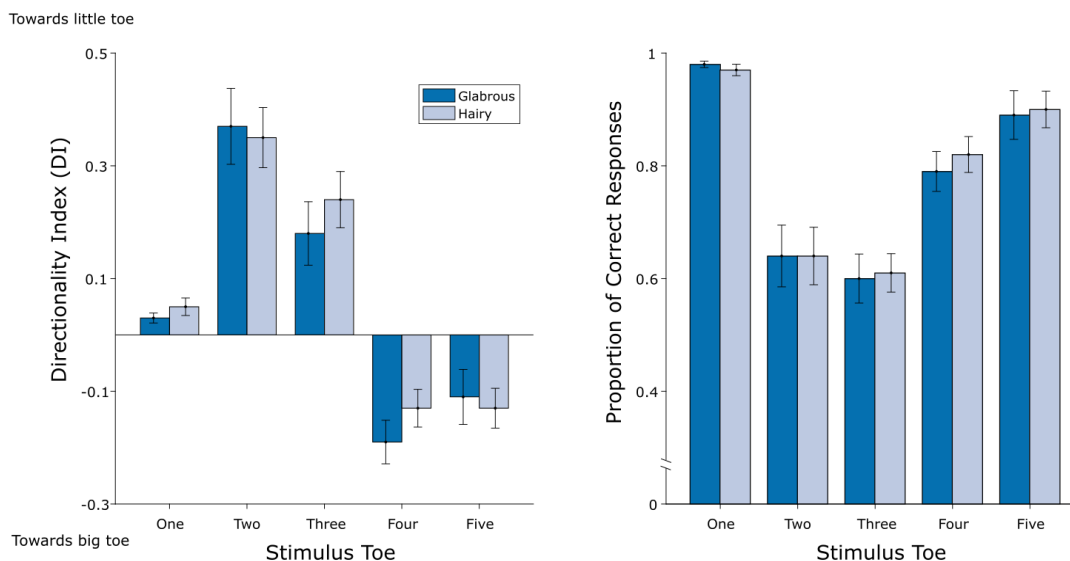 Towards little toe
Directionality Index (DI)
0.5
0.3
0.1
-0.1
-0.3
Glabrous
Hairy
One Two Three Four Five
Towards big toe
Stimulus Toe
Proportion of Correct Responses
1
0.8
0.6
0.4
0
One Two Three Four Five
Stimulus Toe